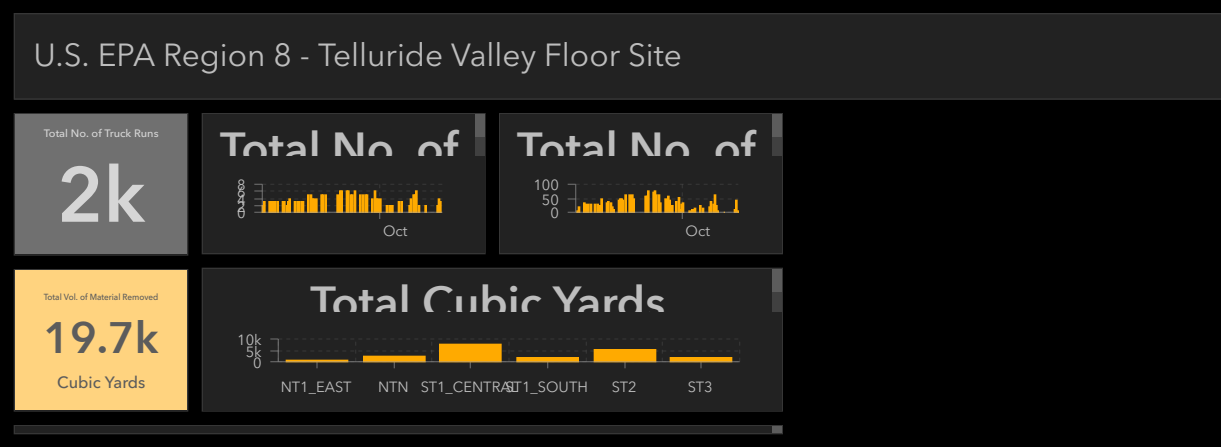 U.S. EPA Region 8 - Telluride Valley Floor Site
Total No. of Truck Runs
2k
Total No. of
8
6
4
2
0
Oct
Total No. of
100
50
0
Oct
Total Vol. of Material Removed
19.7k
Cubic Yards
Total Cubic Yards
10k
5k
0
NT1_EAST NTN ST1_CENTRAL ST1_SOUTH ST2 ST3